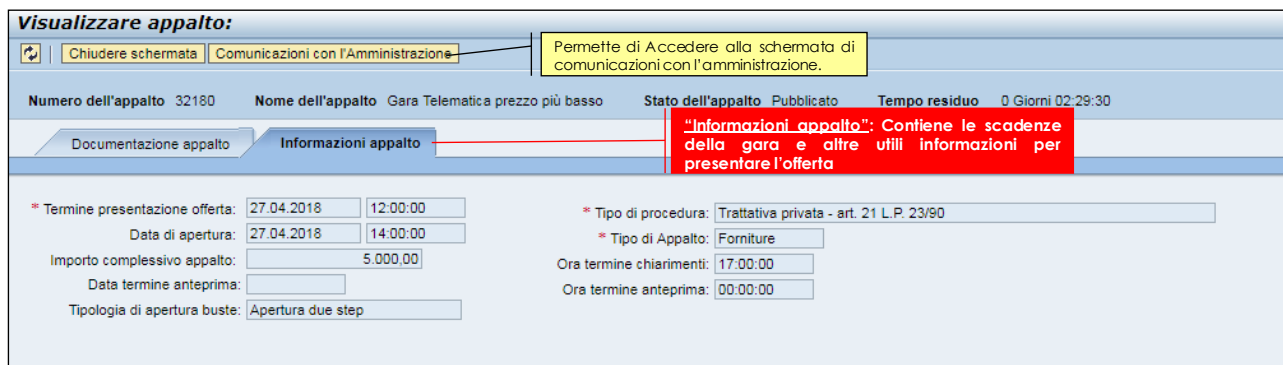 Visualizzare appalto:
Chiudere schermata Comunicazioni con l'Amministrazione
Permette di Accedere alla schermata di
comunicazioni con l'amministrazione.
Numero dell'appalto 32180 Nome dell'appalto Gara Telematica prezzo più basso Stato dell'appalto Pubblicato Tempo residuo 0 Giorni 02:29:30
Documentazione appalto Informazioni appalto
"Informazioni appalto": Contiene le scadenze
della gara e altre utili informazioni per
presentare l'offerta
* Termine presentazione offerta: 27.04.2018 12:00:00 * Tipo di procedura: Trattativa privata - art. 21 L.P. 23/90
Data di apertura: 27.04.2018 14:00:00 * Tipo di Appalto: Forniture
Importo complessivo appalto: 5.000,00 Ora termine chiarimenti: 17:00:00
Data termine anteprima: Ora termine anteprima: 00:00:00
Tipologia di apertura buste: Apertura due step